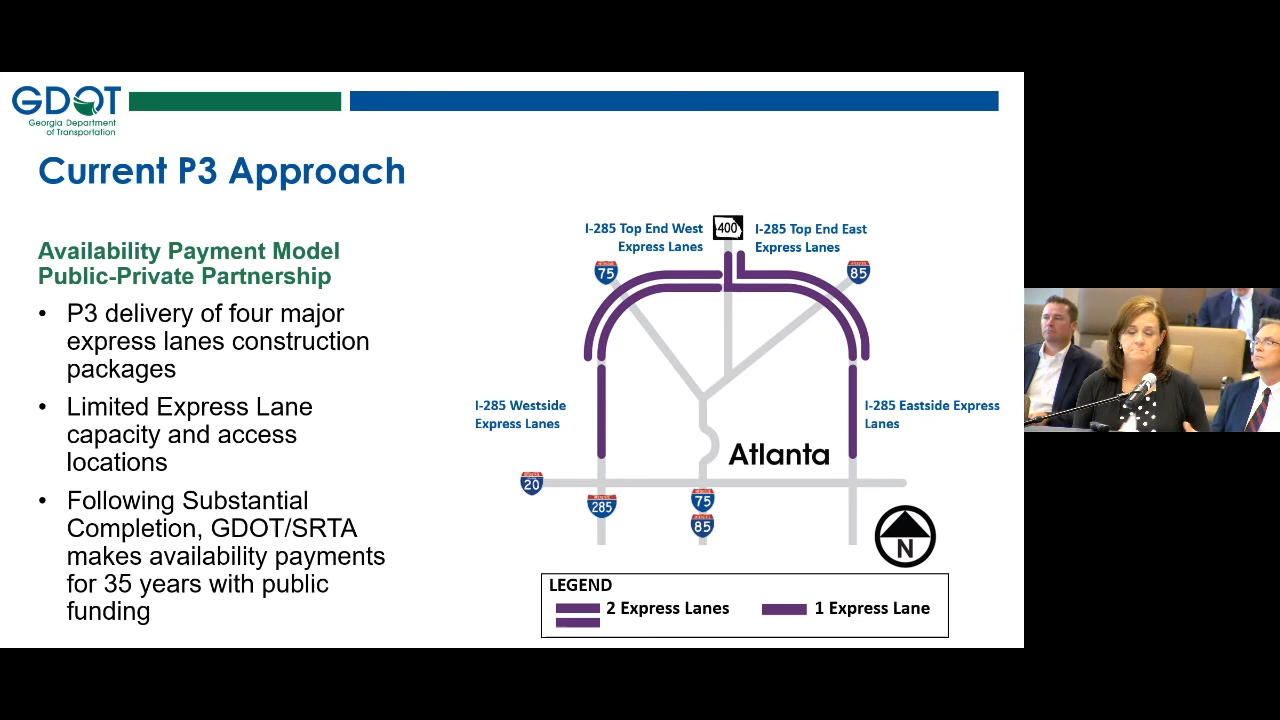 GDOT
Georgia Department
of Transportation
Current P3 Approach
Availability Payment Model
Public-Private Partnership
• P3 delivery of four major
express lanes construction
packages
• Limited Express Lane
capacity and access
locations
• Following Substantial
Completion, GDOT/SRTA
makes availability payments
for 35 years with public
funding
I-285 Top End West
Express Lanes
400
I-285 Top End East
Express Lanes
75
85
I-285 Westside
Express Lanes
I-285 Eastside Express
Lanes
Atlanta
20
285
75
85
N
LEGEND
2 Express Lanes
1 Express Lane